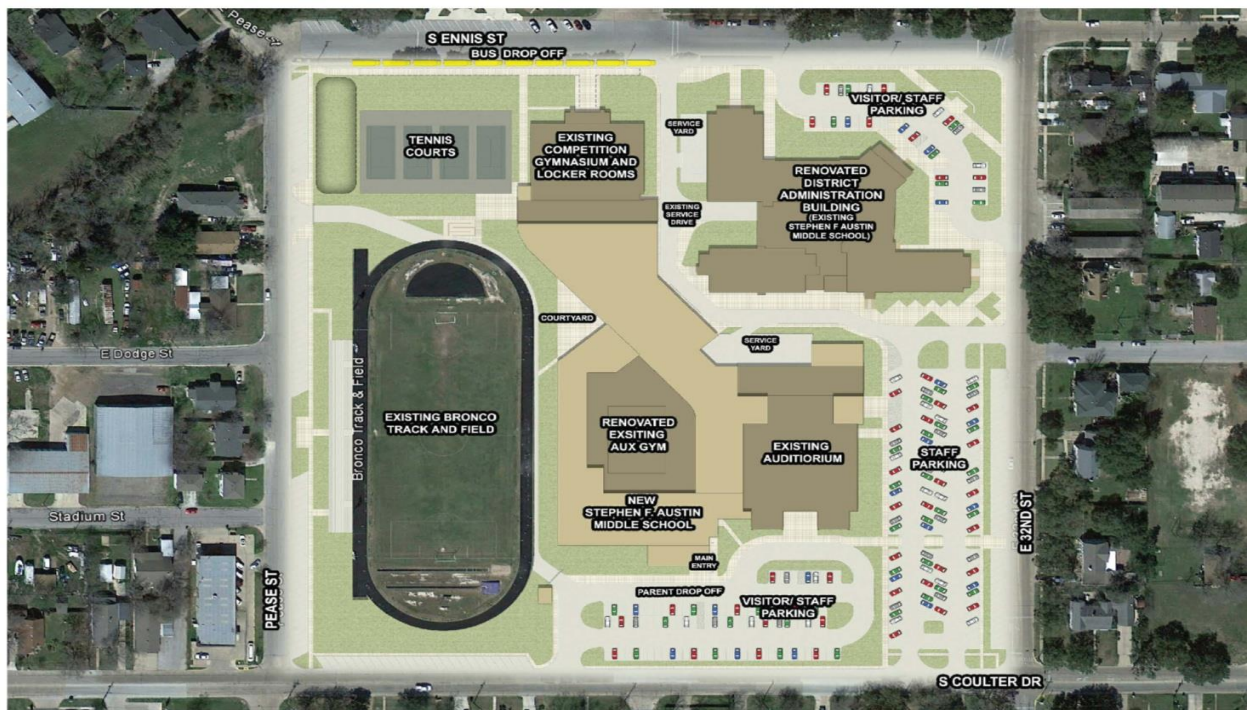 Pease
S ENNIS ST
BUS DROP OFF
TENNIS
COURTS
EXISTING
COMPETITION
GYMNASIUM AND
LOCKER ROOMS
SERVICE
YARD
VISITOR/ STAFF
PARKING
RENOVATED
DISTRICT
ADMINISTRATION
BUILDING
(EXISTING
STEPHEN F AUSTIN
MIDDLE SCHOOL)
EXISTING
SERVICE
DRIVE
COURTYARD
SERVICE
YARD
E Dodge St
Bronco Track & Field
EXISTING BRONCO
TRACK AND FIELD
RENOVATED
EXSITING
AUX GYM
EXISTING
AUDITORIUM
STAFF
PARKING
NEW
STEPHEN F. AUSTIN
MIDDLE SCHOOL
Stadium St
E 32ND ST
MAIN
ENTRY
PEASE ST
PARENT DROP OFF
VISITOR/ STAFF
PARKING
S COULTER DR